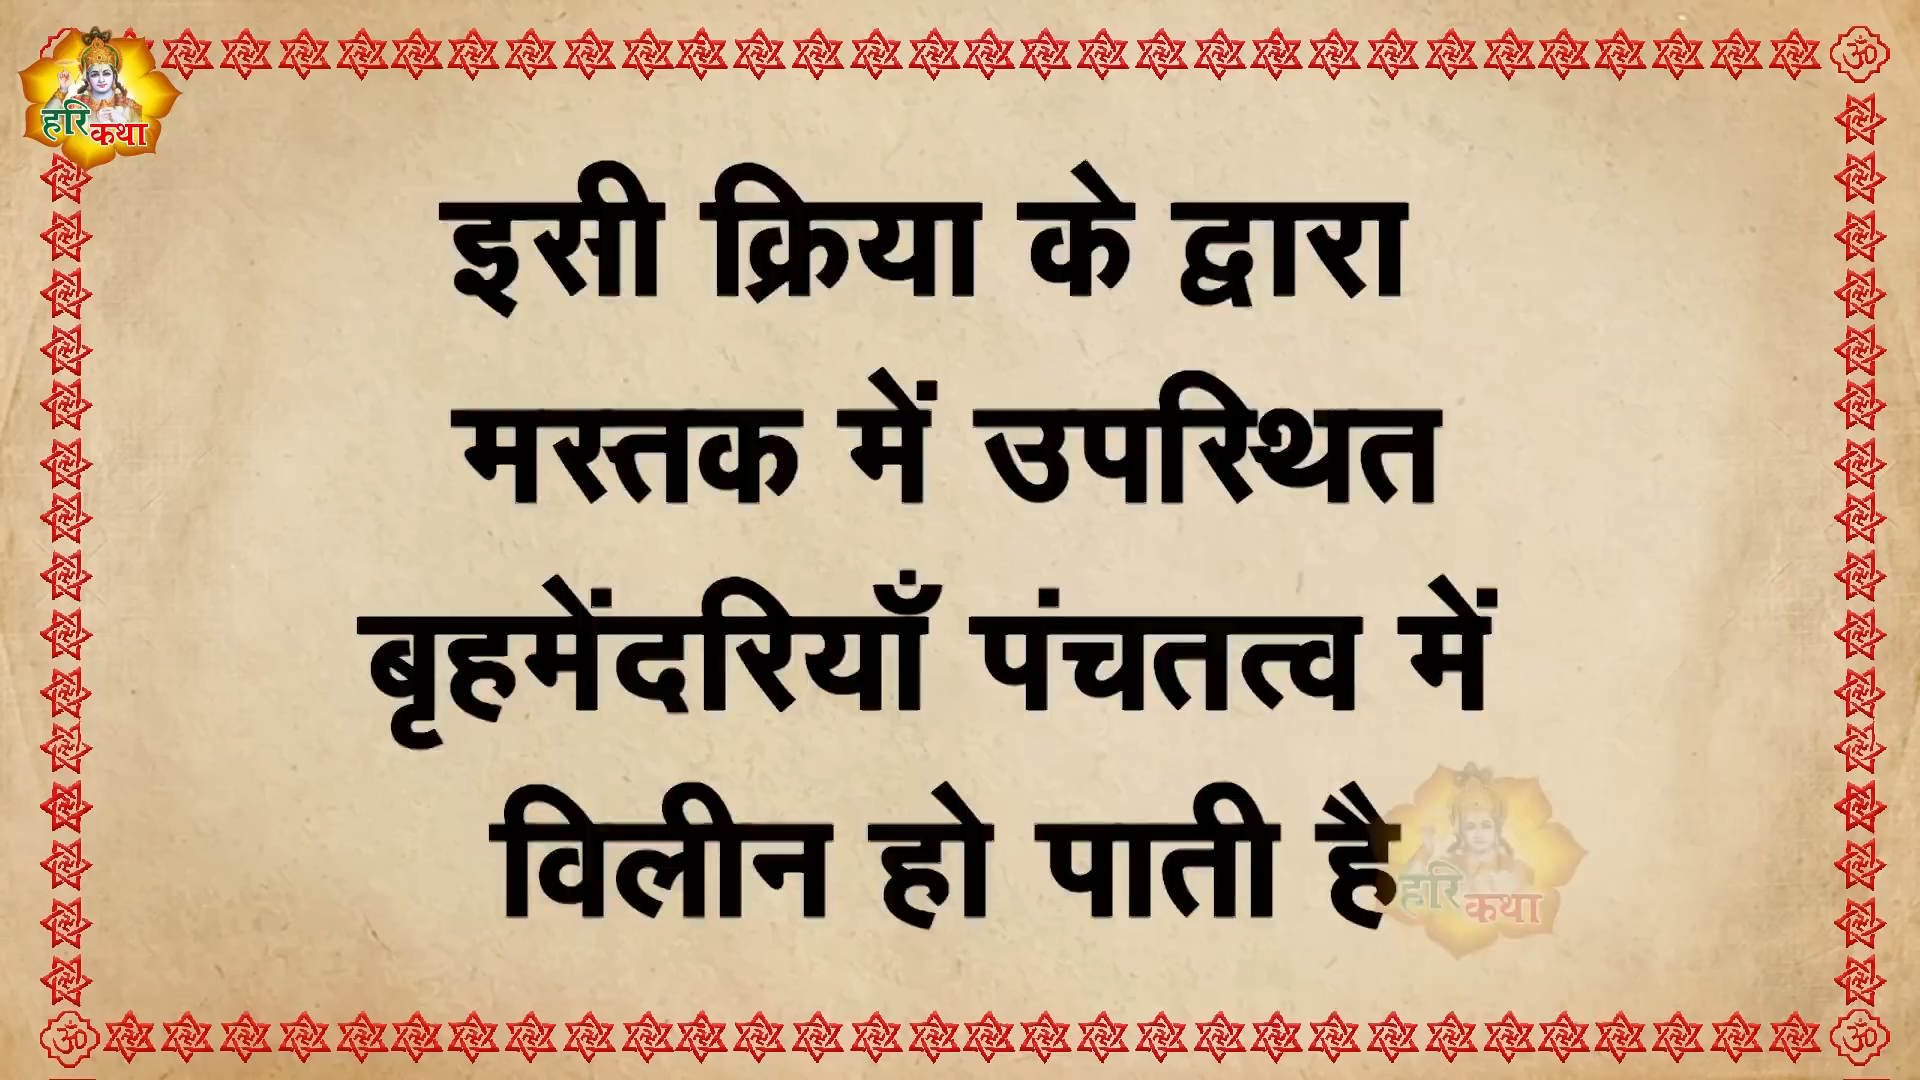 हरि कथा
इसी क्रिया के द्वारा
मस्तक में उपस्थित
बृहमेंदरियाँ पंचतत्व में
विलीन हो पाती है
हरि कथा
ॐ
ॐ
ॐ